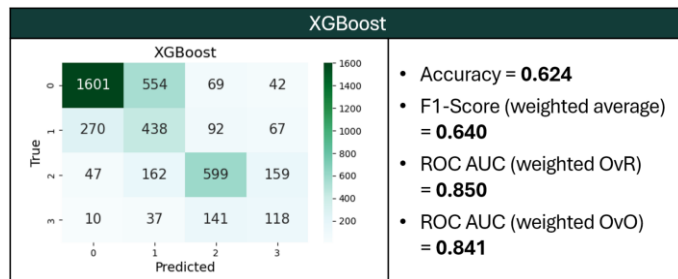 XGBoost
XGBoost
0 1601 554 69 42
1 270 438 92 67
2 47 162 599 159
3 10 37 141 118
0 1 2 3
Predicted
True
1600
1400
1200
1000
800
600
400
200
• Accuracy = 0.624
• F1-Score (weighted average)
= 0.640
• ROC AUC (weighted OvR)
= 0.850
• ROC AUC (weighted OvO)
= 0.841